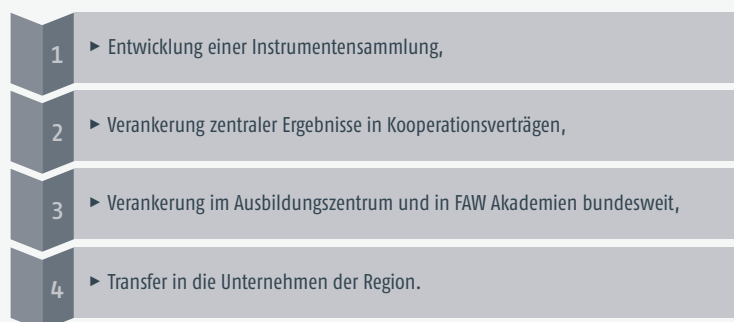 1 ▸ Entwicklung einer Instrumentensammlung,
2 ▸ Verankerung zentraler Ergebnisse in Kooperationsverträgen,
3 ▸ Verankerung im Ausbildungszentrum und in FAW Akademien bundesweit,
4 ▸ Transfer in die Unternehmen der Region.